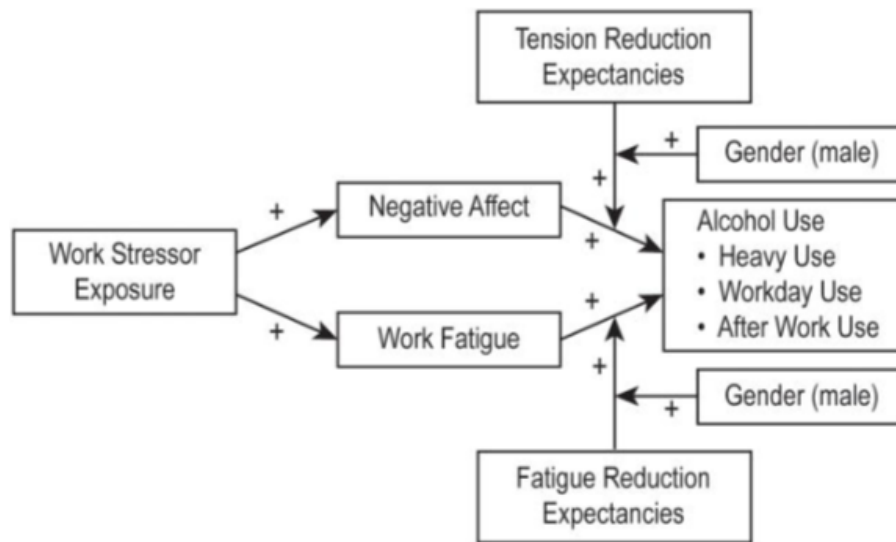 Tension Reduction
Expectancies
+
Gender (male)
+
Negative Affect
+
+
Alcohol Use
• Heavy Use
• Workday Use
• After Work Use
Work Stressor
Exposure
+
Work Fatigue
+
+
+
Gender (male)
Fatigue Reduction
Expectancies